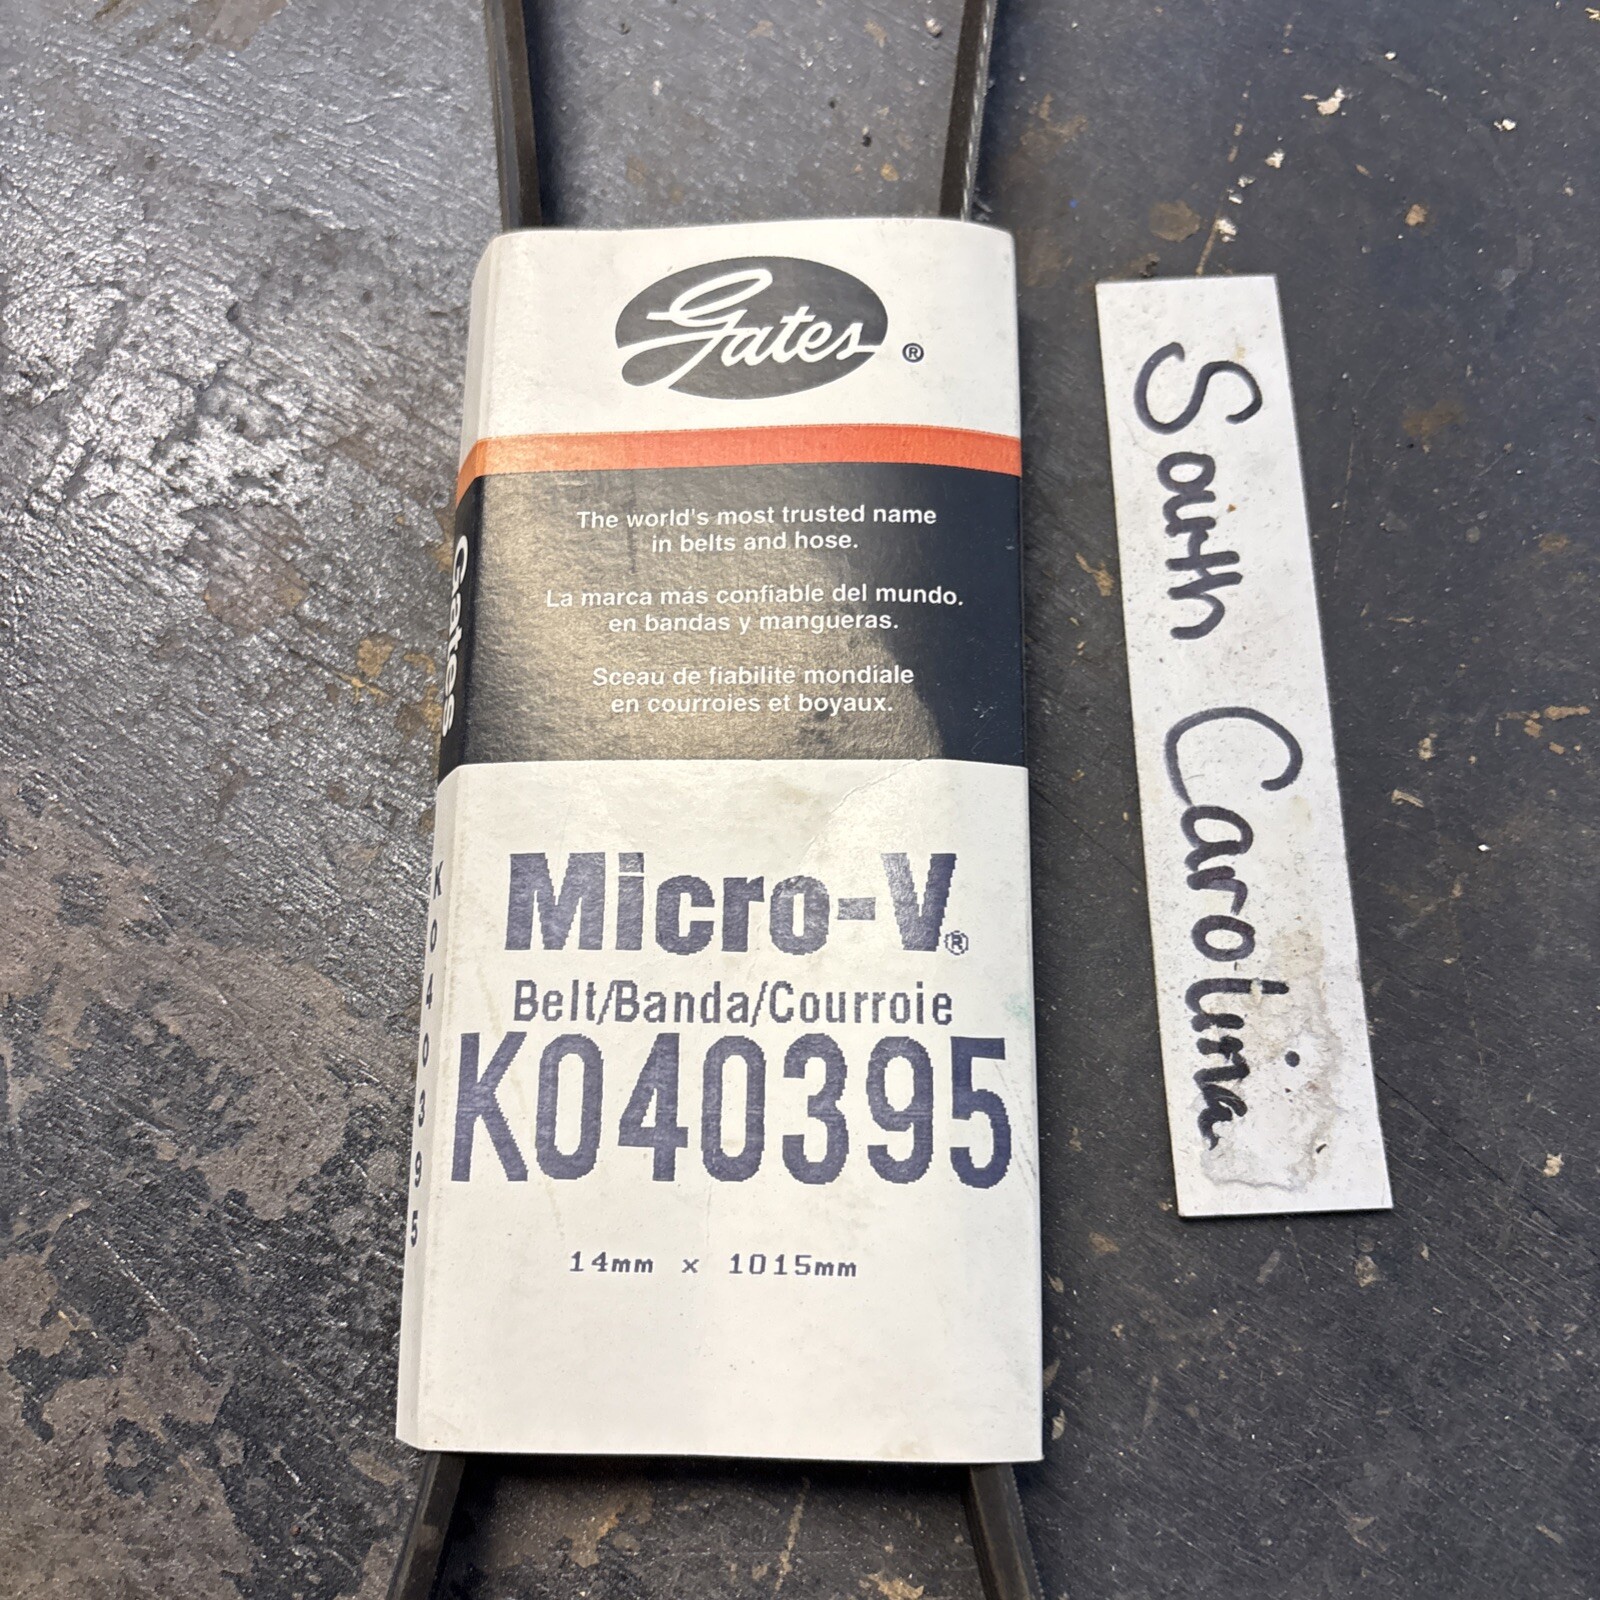 Gates ®
The world's most trusted name
in belts and hose.
La marca más confiable del mundo.
en bandas y mangueras.
Sceau de fiabilité mondiale
en courroies et boyaux.
Gates
Micro-V®
Belt/Banda/Courroie
K040395
14mm x 1015mm
K040395
South Carolina